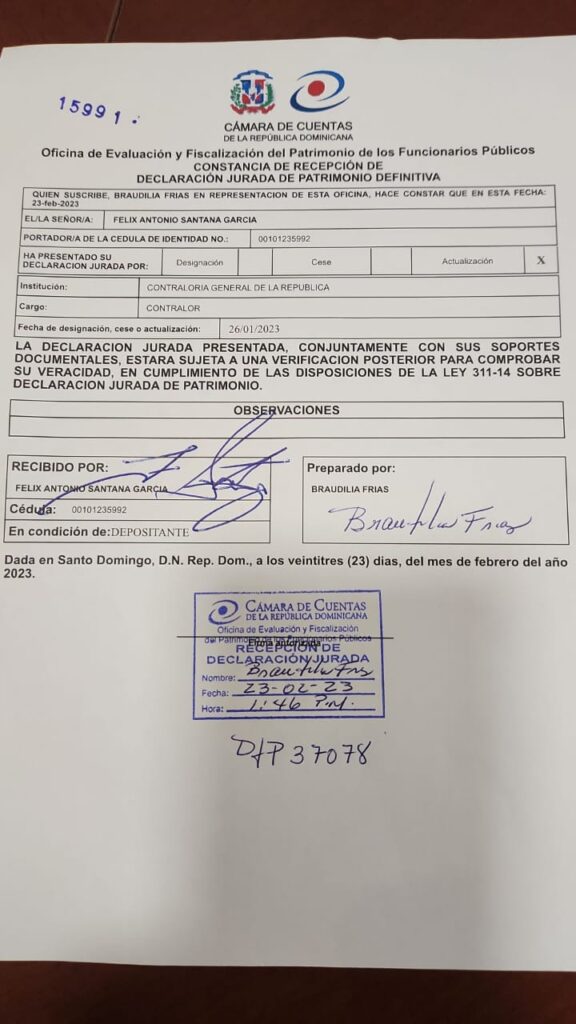 15991.
CÁMARA DE CUENTAS
DE LA REPÚBLICA DOMINICANA
Oficina de Evaluación y Fiscalización del Patrimonio de los Funcionarios Públicos
CONSTANCIA DE RECEPCIÓN DE
DECLARACIÓN JURADA DE PATRIMONIO DEFINITIVA
QUIEN SUSCRIBE, BRAUDILIA FRIAS EN REPRESENTACION DE ESTA OFICINA, HACE CONSTAR QUE EN ESTA FECHA:
23-feb-2023
EL/LA SEÑOR/A: FELIX ANTONIO SANTANA GARCIA
PORTADOR/A DE LA CEDULA DE IDENTIDAD NO.: 00101235992
HA PRESENTADO SU
DECLARACION JURADA POR: Designación Cese Actualización X
Institución: CONTRALORIA GENERAL DE LA REPUBLICA
Cargo: CONTRALOR
Fecha de designación, cese o actualización: 26/01/2023
LA DECLARACION JURADA PRESENTADA, CONJUNTAMENTE CON SUS SOPORTES
DOCUMENTALES, ESTARA SUJETA A UNA VERIFICACION POSTERIOR PARA COMPROBAR
SU VERACIDAD, EN CUMPLIMIENTO DE LAS DISPOSICIONES DE LA LEY 311-14 SOBRE
DECLARACION JURADA DE PATRIMONIO.
OBSERVACIONES
RECIBIDO POR:
FELIX ANTONIO SANTANA GARCIA
Cédula: 00101235992
En condición de: DEPOSITANTE
Preparado por:
BRAUDILIA FRIAS
Braudilia Frias
Dada en Santo Domingo, D.N. Rep. Dom., a los veintitres (23) dias, del mes de febrero del año
2023.
CÁMARA DE CUENTAS
DE LA REPÚBLICA DOMINICANA
Oficina de Evaluación y Fiscalización
del Patrimonio de los Funcionarios Públicos
Firma autorizada
RECEPCIÓN DE
DECLARACIÓN JURADA
Nombre: Braudilia Frias
Fecha: 23-02-23
Hora: 1:46 P.M.
DJP 37078